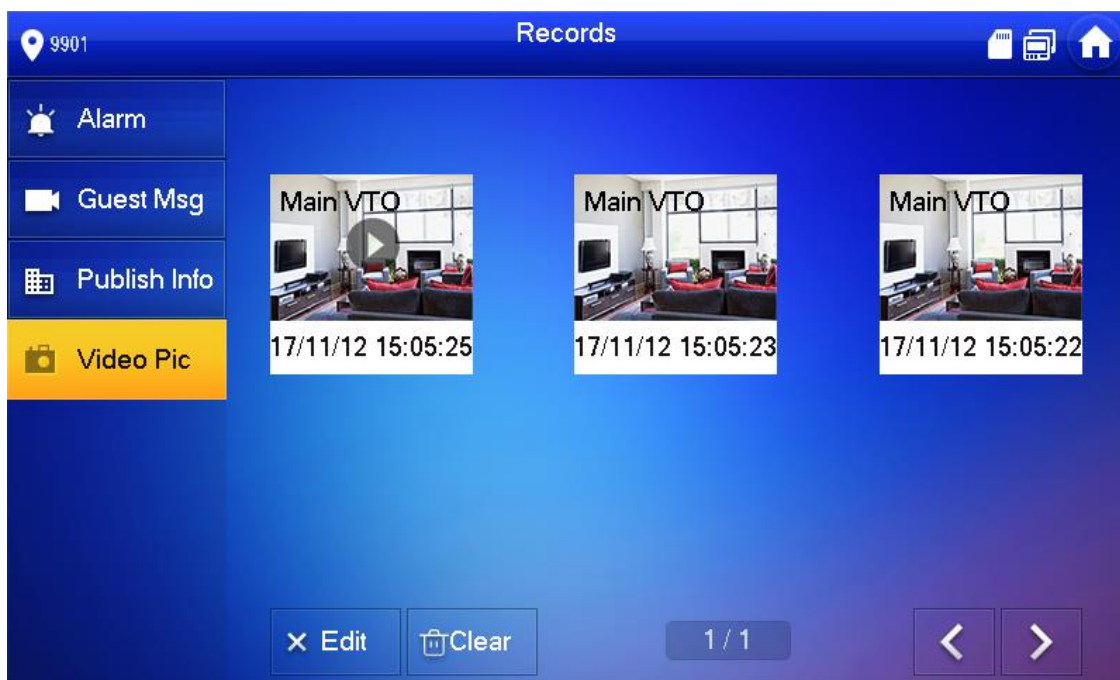 9901
Records
Alarm
Guest Msg
Publish Info
Video Pic
Main VTO
17/11/12 15:05:25
Main VTO
17/11/12 15:05:23
Main VTO
17/11/12 15:05:22
Edit
Clear
1 / 1